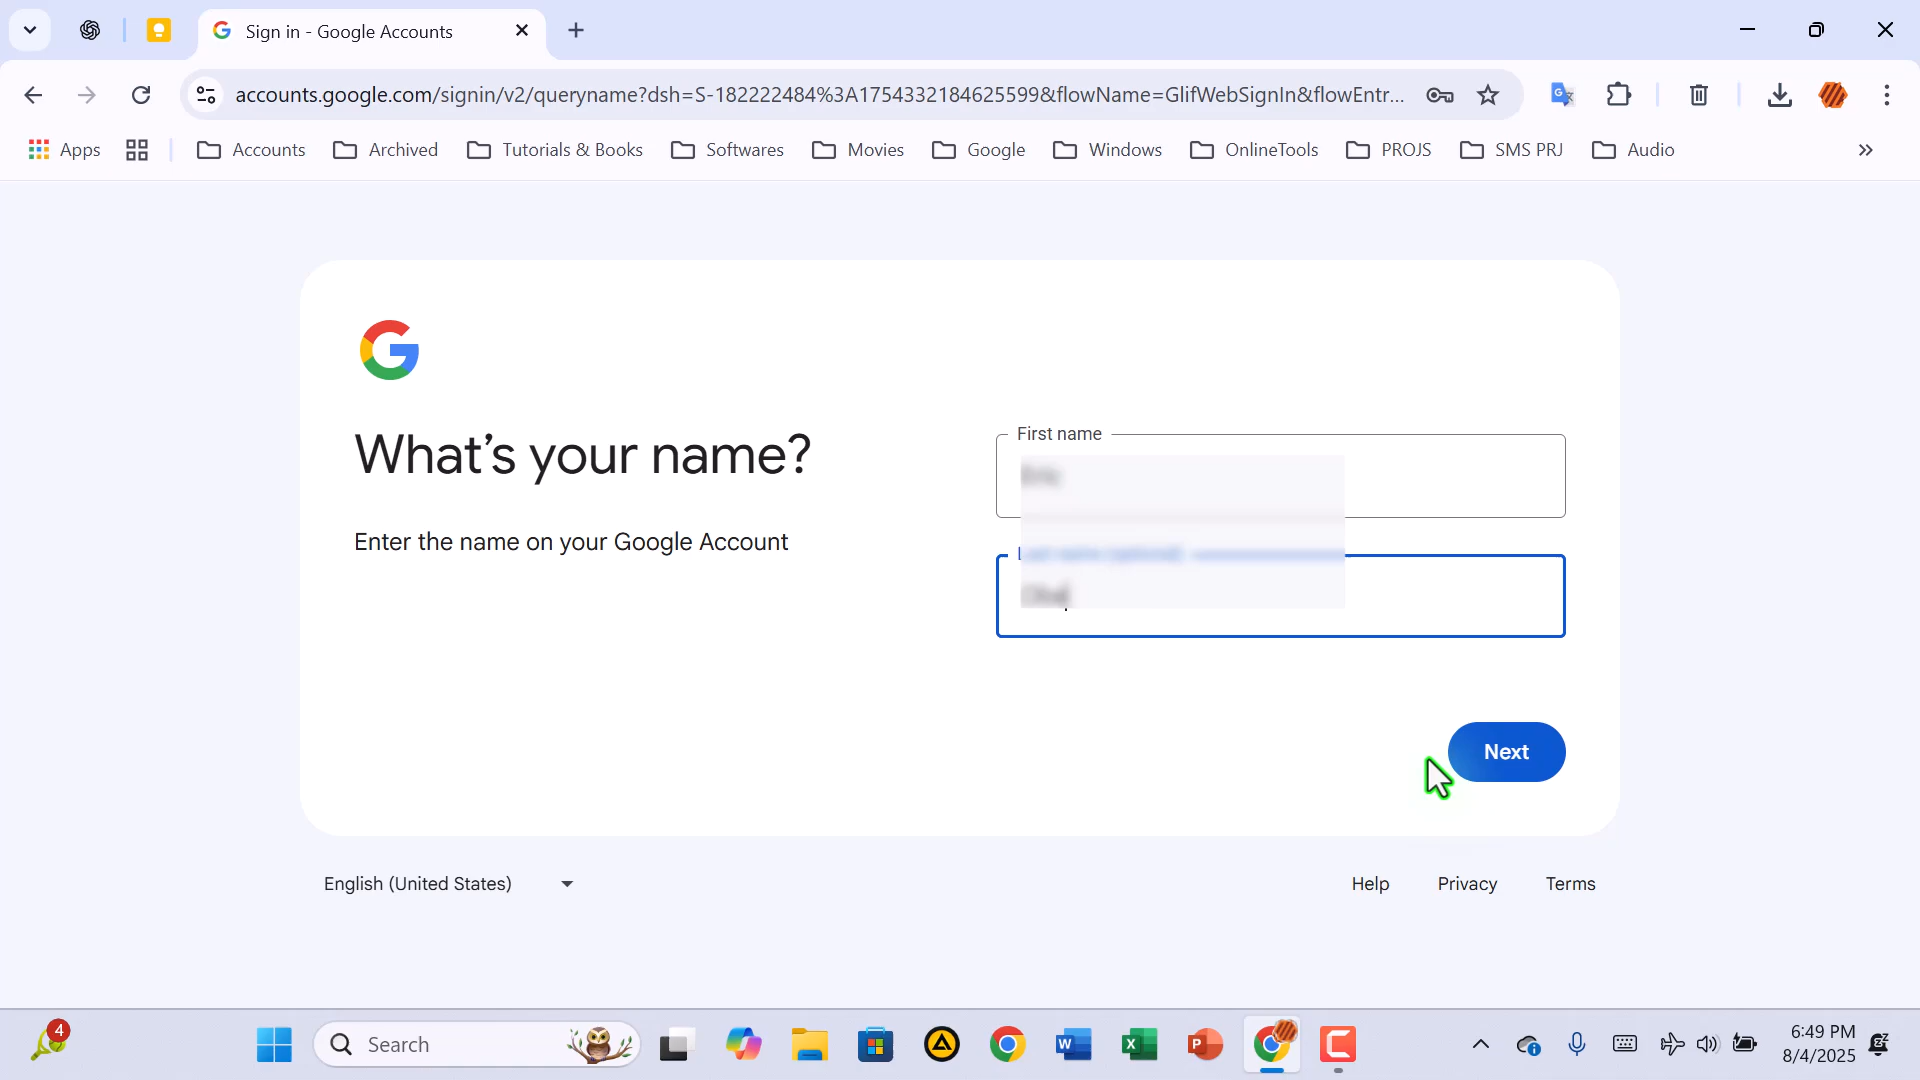 Sign in - Google Accounts
accounts.google.com/signin/v2/queryname?dsh=S-182222484%3A1754332184625599&flowName=GlifWebSignIn&flowEntr...
Apps
Accounts
Archived
Tutorials & Books
Softwares
Movies
Google
Windows
OnlineTools
PROJS
SMS PRJ
Audio
What's your name?
Enter the name on your Google Account
First name
Last name (optional)
Next
English (United States)
Help
Privacy
Terms
4
Search
6:49 PM
8/4/2025